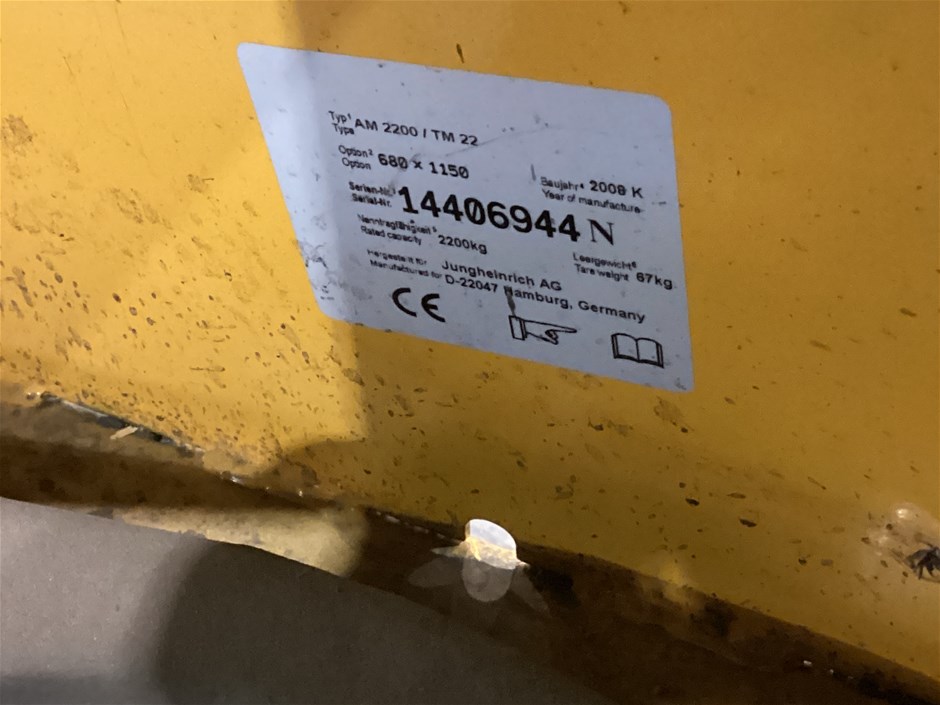 Typ¹ AM 2200 / TM 22
Type
Option² 680 x 1150
Option
Baujahr⁴ 2008 K
Year of manufacture
Serien-Nr.³ 14406944 N
Serial-Nr.
Nenntragfähigkeit⁵ 2200kg
Rated capacity
Leergewicht⁶ 67kg
Tare weight
Hergestellt für Jungheinrich AG
Manufactured for D-22047 Hamburg, Germany
CE